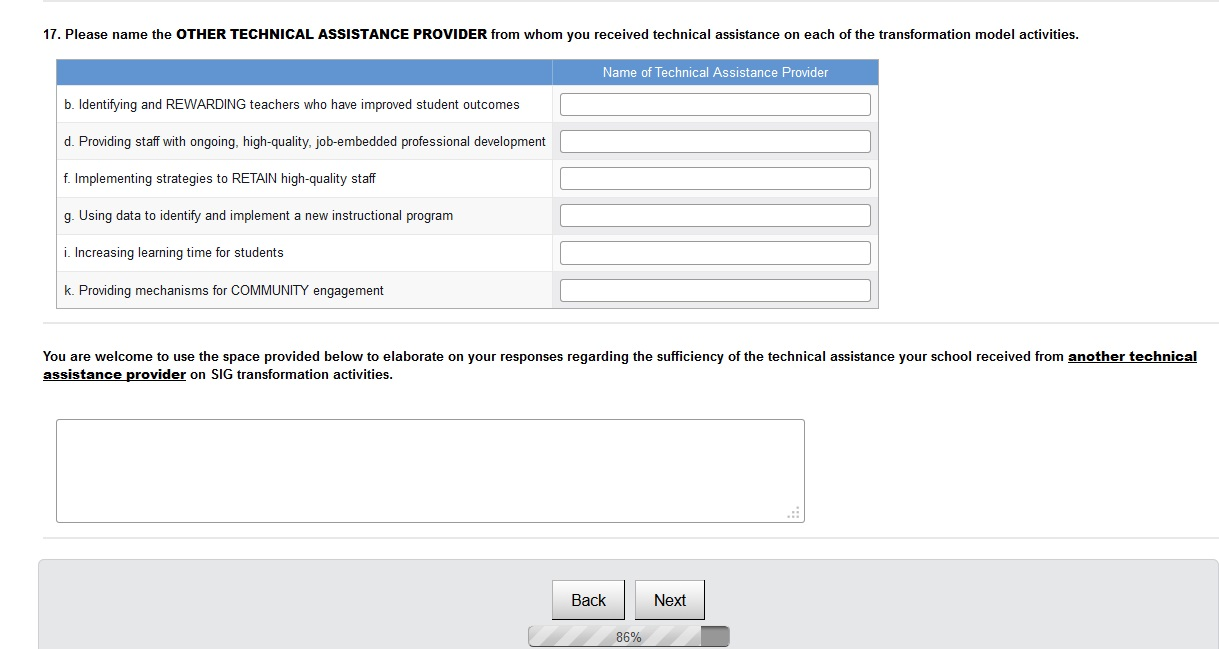 17. Please name the OTHER TECHNICAL ASSISTANCE PROVIDER from whom you received technical assistance on each of the transformation model activities.
Name of Technical Assistance Provider
b. Identifying and REWARDING teachers who have improved student outcomes
d. Providing staff with ongoing, high-quality, job-embedded professional development
f. Implementing strategies to RETAIN high-quality staff
g. Using data to identify and implement a new instructional program
i. Increasing learning time for students
k. Providing mechanisms for COMMUNITY engagement
You are welcome to use the space provided below to elaborate on your responses regarding the sufficiency of the technical assistance your school received from another technical
assistance provider on SIG transformation activities.
Back Next
86%